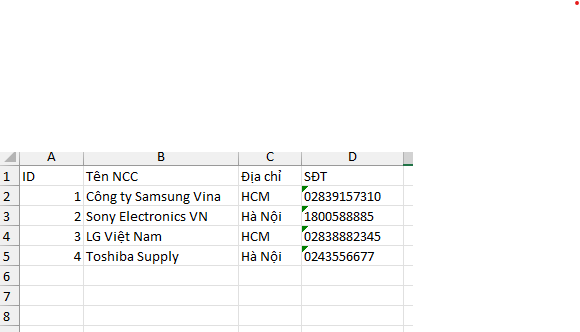 A B C D
1 ID Tên NCC Địa chỉ SĐT
2 1 Công ty Samsung Vina HCM 02839157310
3 2 Sony Electronics VN Hà Nội 1800588885
4 3 LG Việt Nam HCM 02838882345
5 4 Toshiba Supply Hà Nội 0243556677
6
7
8